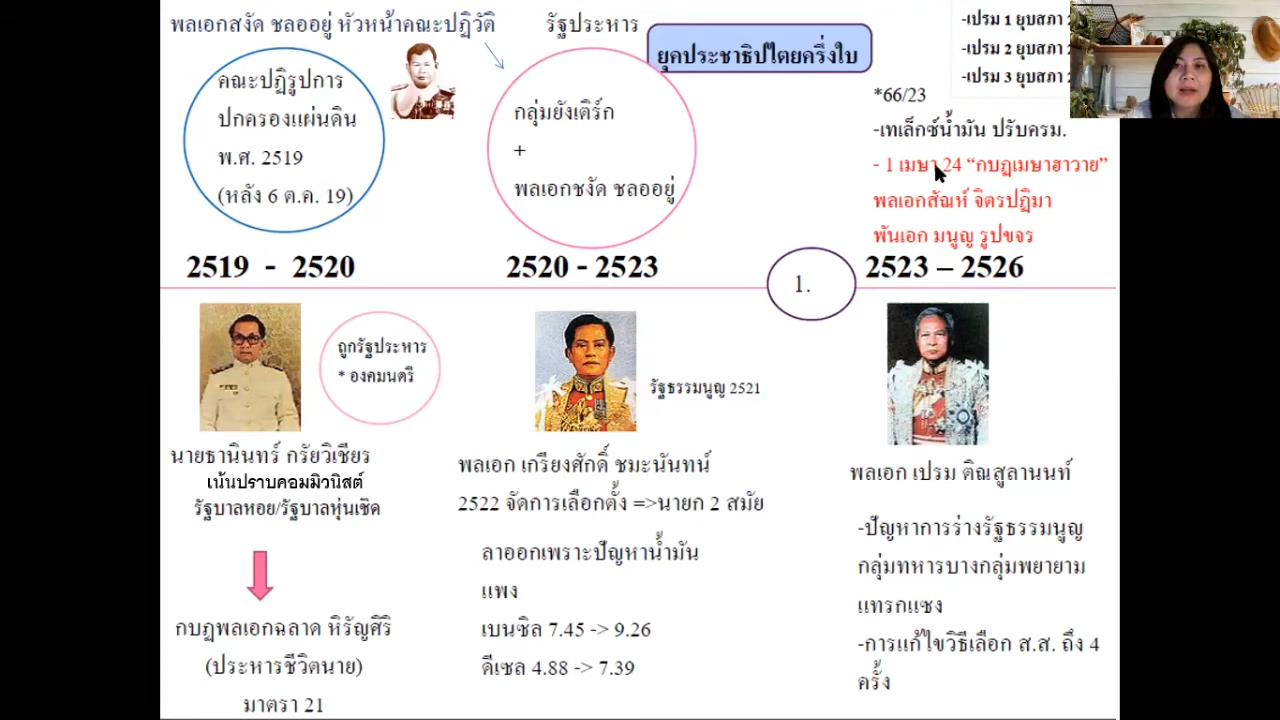 พลเอกสงัด ชลออยู่ หัวหน้าคณะปฏิวัติ
รัฐประหาร
ยุคประชาธิปไตยครึ่งใบ
-เปรม 1 ยุบสภา
-เปรม 2 ยุบสภา
-เปรม 3 ยุบสภา
คณะปฏิรูปการ
ปกครองแผ่นดิน
พ.ศ. 2519
(หลัง 6 ต.ค. 19)
กลุ่มยังเติร์ก
+
พลเอกชงัด ชลออยู่
*66/23
-เทเล็กซ์น้ำมัน ปรับครม.
- 1 เมษา 24 “กบฏเมษาฮาวาย”
พลเอกสัณห์ จิตรปฏิมา
พันเอก มนูญ รูปขจร
2519 - 2520
2520 - 2523
1.
2523 – 2526
ถูกรัฐประหาร
* องคมนตรี
รัฐธรรมนูญ 2521
นายธานินทร์ กรัยวิเชียร
เน้นปราบคอมมิวนิสต์
รัฐบาลหอย/รัฐบาลหุ่นเชิด
กบฏพลเอกฉลาด หิรัญศิริ
(ประหารชีวิตนาย)
มาตรา 21
พลเอก เกรียงศักดิ์ ชมะนันทน์
2522 จัดการเลือกตั้ง =>นายก 2 สมัย
ลาออกเพราะปัญหาน้ำมัน
แพง
เบนซิล 7.45 -> 9.26
ดีเซล 4.88 -> 7.39
พลเอก เปรม ติณสูลานนท์
-ปัญหาการร่างรัฐธรรมนูญ
กลุ่มทหารบางกลุ่มพยายาม
แทรกแซง
-การแก้ไขวิธีเลือก ส.ส. ถึง 4
ครั้ง